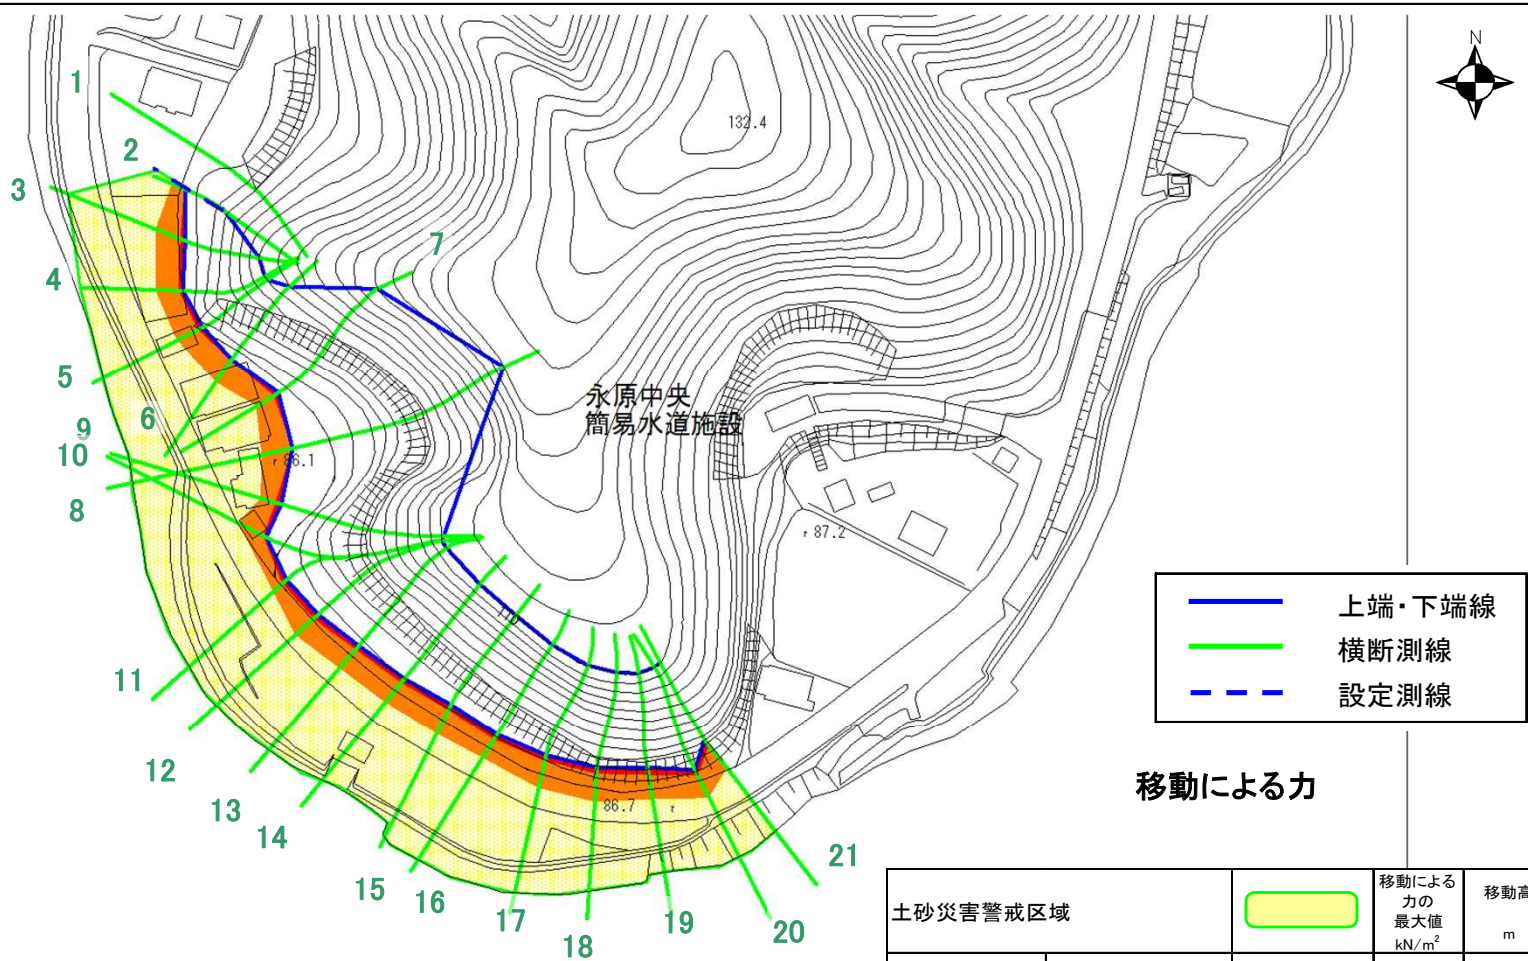 N
1
132.4
2
3
7
4
5
永原中央
簡易水道施設
6
9
10
86.1
8
87.2
上端・下端線
横断測線
設定測線
11
12
移動による力
13
86.7
14
21
15
16
17
18
19
20
土砂災害警戒区域
移動による
力の
最大値
kN/m²
移動高
m